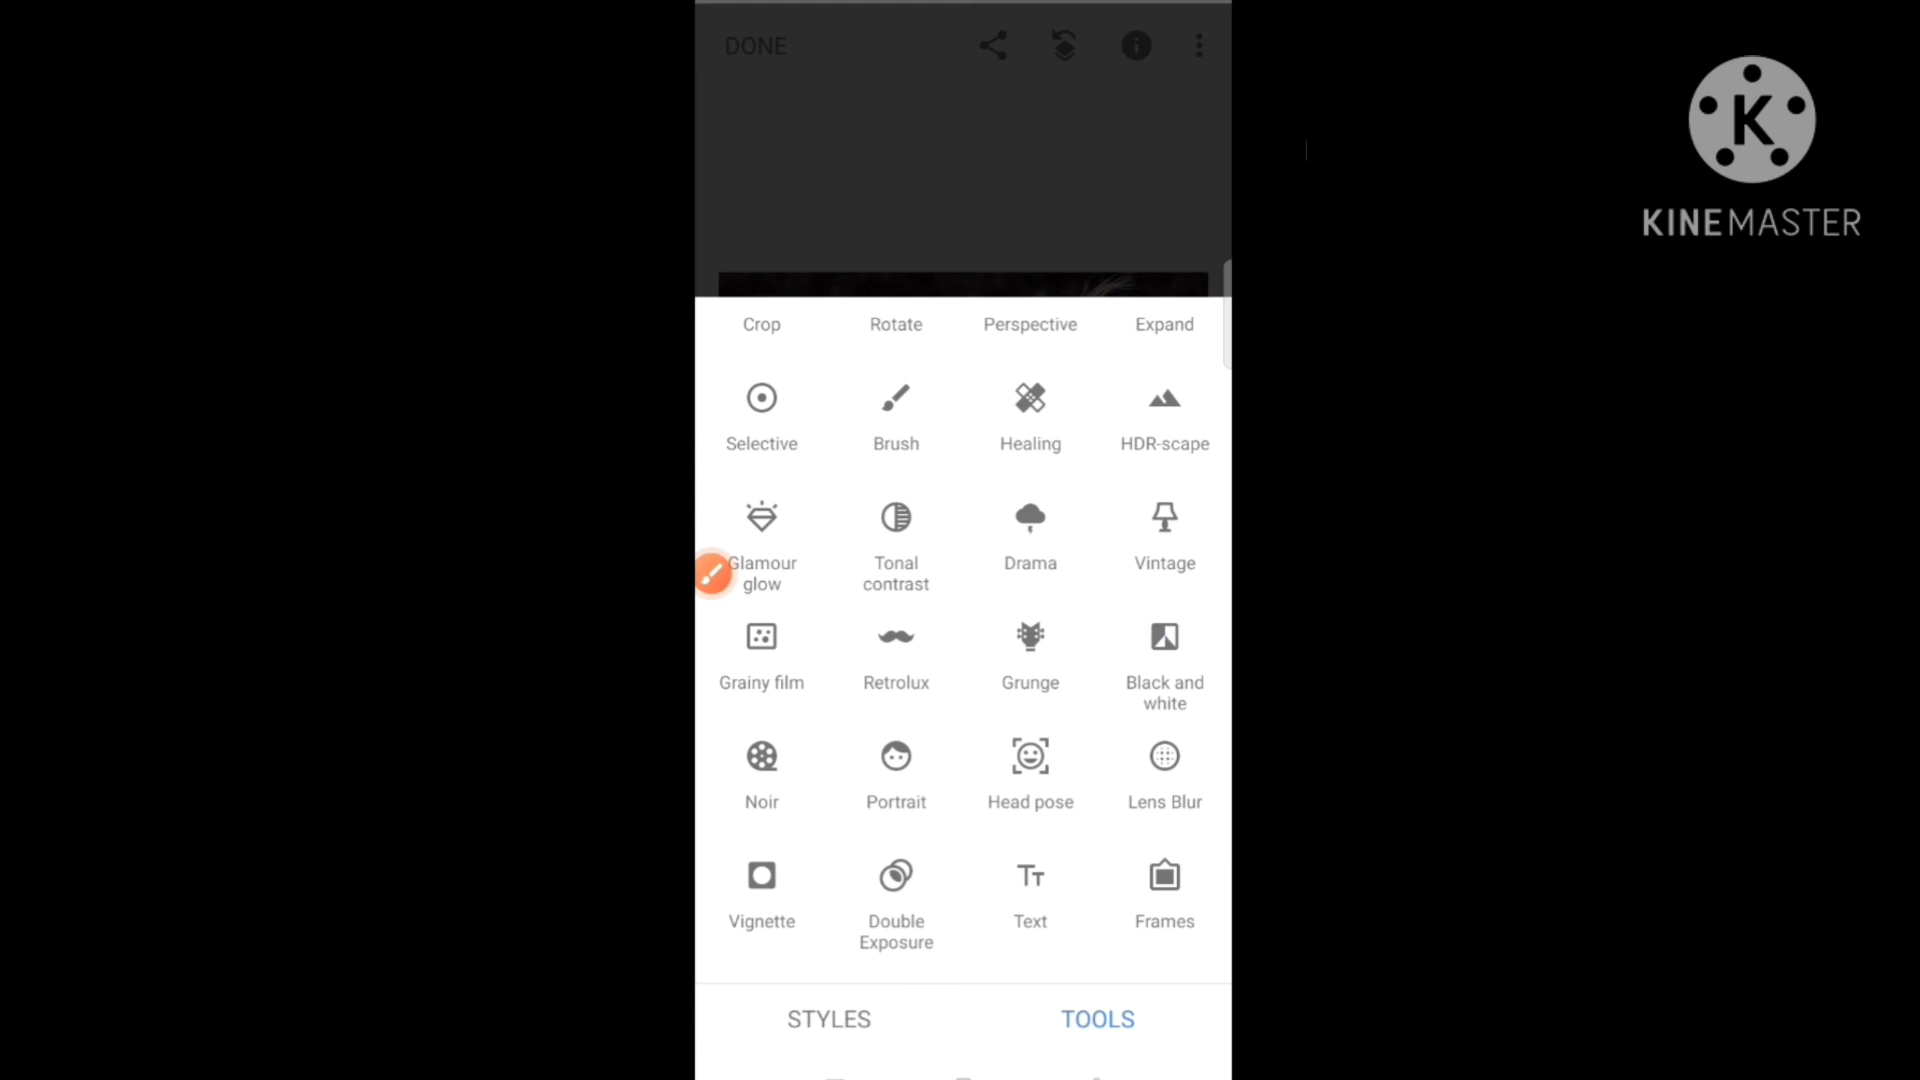 DONE
K
KINEMASTER
Crop Rotate Perspective Expand
Selective Brush Healing HDR-scape
Glamour glow
Tonal contrast
Drama
Vintage
Grainy film
Retrolux
Grunge
Black and white
Noir Portrait Head pose Lens Blur
Vignette
Double Exposure
Text
Frames
STYLES TOOLS